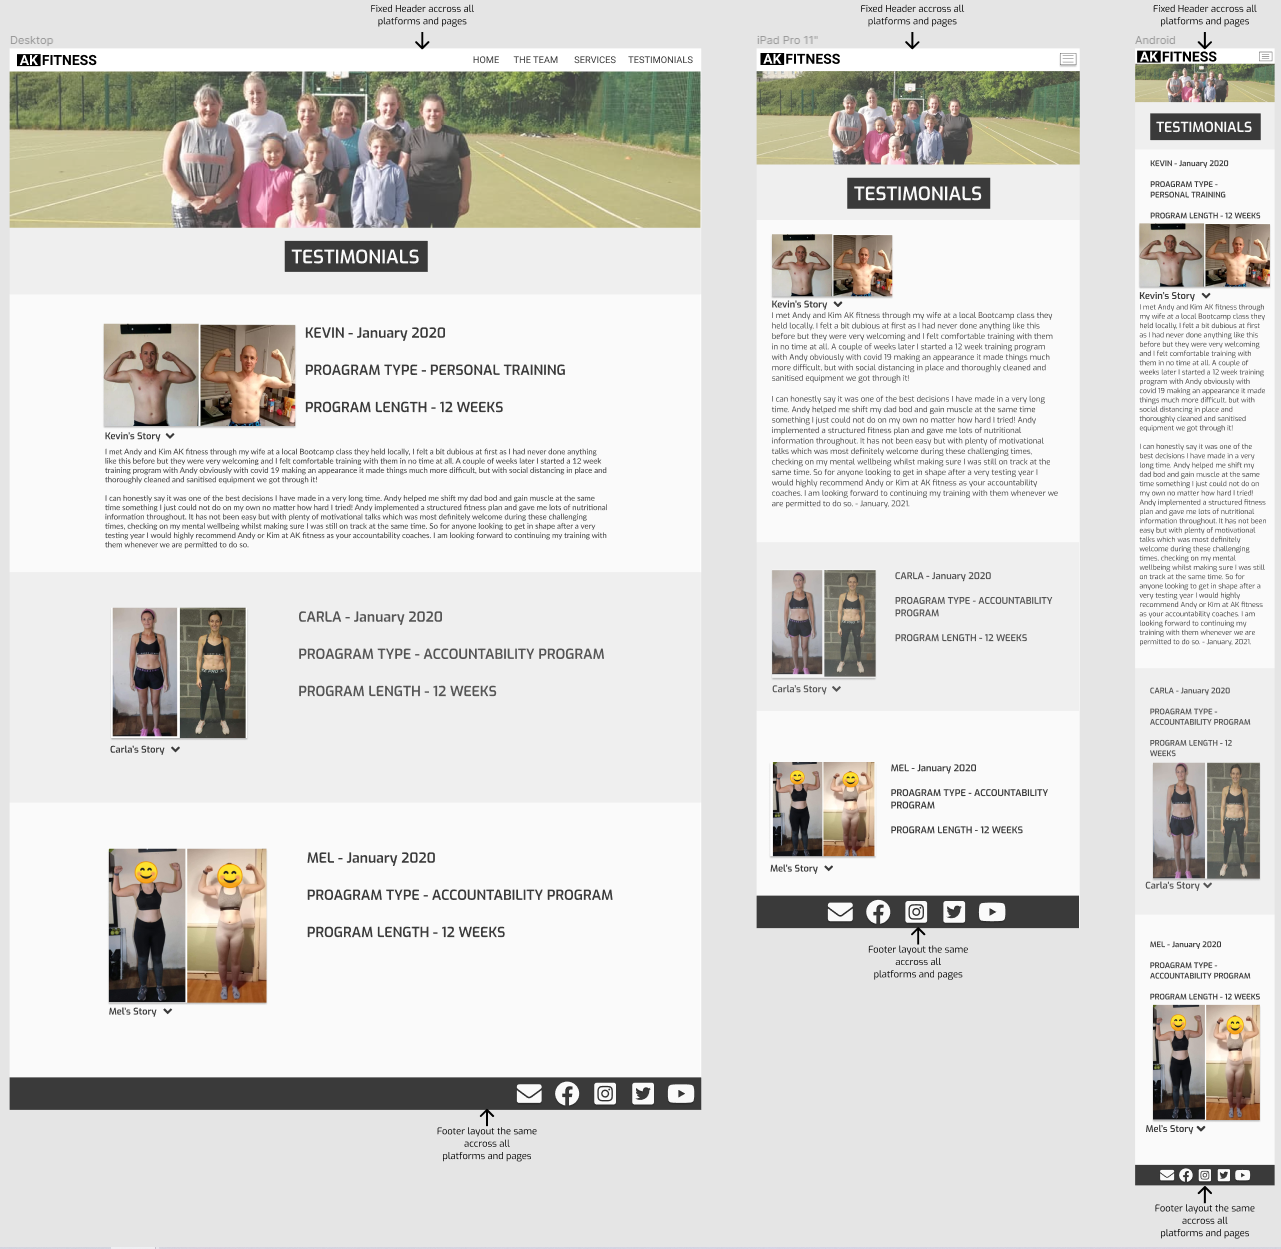 Fixed Header accross all
platforms and pages
Desktop
AK FITNESS
HOME THE TEAM SERVICES TESTIMONIALS
TESTIMONIALS
KEVIN - January 2020
PROAGRAM TYPE - PERSONAL TRAINING
PROGRAM LENGTH - 12 WEEKS
Kevin's Story
I met Andy and Kim AK fitness through my wife at a local Bootcamp class they held locally, I felt a bit dubious at first as I had never done anything
like this before but they were very welcoming and I felt comfortable training with them in no time at all. A couple of weeks later I started a 12 week
training program with Andy obviously with covid 19 making an appearance it made things much more difficult, but with social distancing in place and
thoroughly cleaned and sanitised equipment we got through it!
I can honestly say it was one of the best decisions I have made in a very long time. Andy helped me shift my dad bod and gain muscle at the same
time something I just could not do on my own no matter how hard I tried! Andy implemented a structured fitness plan and gave me lots of nutritional
information throughout. It has not been easy but with plenty of motivational talks which was most definitely welcome during these challenging
times, checking on my mental wellbeing whilst making sure I was still on track at the same time. So for anyone looking to get in shape after a very
testing year I would highly recommend Andy or Kim at AK fitness as your accountability coaches. I am looking forward to continuing my training with
them whenever we are permitted to do so.
CARLA - January 2020
PROAGRAM TYPE - ACCOUNTABILITY PROGRAM
PROGRAM LENGTH - 12 WEEKS
Carla's Story
MEL - January 2020
PROAGRAM TYPE - ACCOUNTABILITY PROGRAM
PROGRAM LENGTH - 12 WEEKS
Mel's Story
Footer layout the same
accross all
platforms and pages
Fixed Header accross all
platforms and pages
iPad Pro 11"
AK FITNESS
TESTIMONIALS
Kevin's Story
I met Andy and Kim AK fitness through my wife at a local Bootcamp class they
held locally, I felt a bit dubious at first as I had never done anything like this
before but they were very welcoming and I felt comfortable training with them
in no time at all. A couple of weeks later I started a 12 week training program
with Andy obviously with covid 19 making an appearance it made things much
more difficult, but with social distancing in place and thoroughly cleaned and
sanitised equipment we got through it!
I can honestly say it was one of the best decisions I have made in a very long
time. Andy helped me shift my dad bod and gain muscle at the same time
something I just could not do on my own no matter how hard I tried! Andy
implemented a structured fitness plan and gave me lots of nutritional
information throughout. It has not been easy but with plenty of motivational
talks which was most definitely welcome during these challenging times,
checking on my mental wellbeing whilst making sure I was still on track at the
same time. So for anyone looking to get in shape after a very testing year I
would highly recommend Andy or Kim at AK fitness as your accountability
coaches. I am looking forward to continuing my training with them whenever we
are permitted to do so. - January, 2021.
CARLA - January 2020
PROAGRAM TYPE - ACCOUNTABILITY
PROGRAM
PROGRAM LENGTH - 12 WEEKS
Carla's Story
MEL - January 2020
PROAGRAM TYPE - ACCOUNTABILITY
PROGRAM
PROGRAM LENGTH - 12 WEEKS
Mel's Story
Footer layout the same
accross all
platforms and pages
Fixed Header accross all
platforms and pages
Android
AK FITNESS
TESTIMONIALS
KEVIN - January 2020
PROAGRAM TYPE -
PERSONAL TRAINING
PROGRAM LENGTH - 12 WEEKS
Kevin's Story
I met Andy and Kim AK fitness through
my wife at a local Bootcamp class they
held locally, I felt a bit dubious at first
as I had never done anything like this
before but they were very welcoming
and I felt comfortable training with
them in no time at all. A couple of
weeks later I started a 12 week training
program with Andy obviously with
covid 19 making an appearance it made
things much more difficult, but with
social distancing in place and
thoroughly cleaned and sanitised
equipment we got through it!
I can honestly say it was one of the
best decisions I have made in a very
long time. Andy helped me shift my
dad bod and gain muscle at the same
time something I just could not do on
my own no matter how hard I tried!
Andy implemented a structured fitness
plan and gave me lots of nutritional
information throughout. It has not been
easy but with plenty of motivational
talks which was most definitely
welcome during these challenging
times, checking on my mental
wellbeing whilst making sure I was still
on track at the same time. So for
anyone looking to get in shape after a
very testing year I would highly
recommend Andy or Kim at AK fitness
as your accountability coaches. I am
looking forward to continuing my
training with them whenever we are
permitted to do so. - January, 2021.
CARLA - January 2020
PROAGRAM TYPE -
ACCOUNTABILITY PROGRAM
PROGRAM LENGTH - 12
WEEKS
Carla's Story
MEL - January 2020
PROAGRAM TYPE -
ACCOUNTABILITY PROGRAM
PROGRAM LENGTH - 12 WEEKS
Mel's Story
Footer layout the same
accross all
platforms and pages